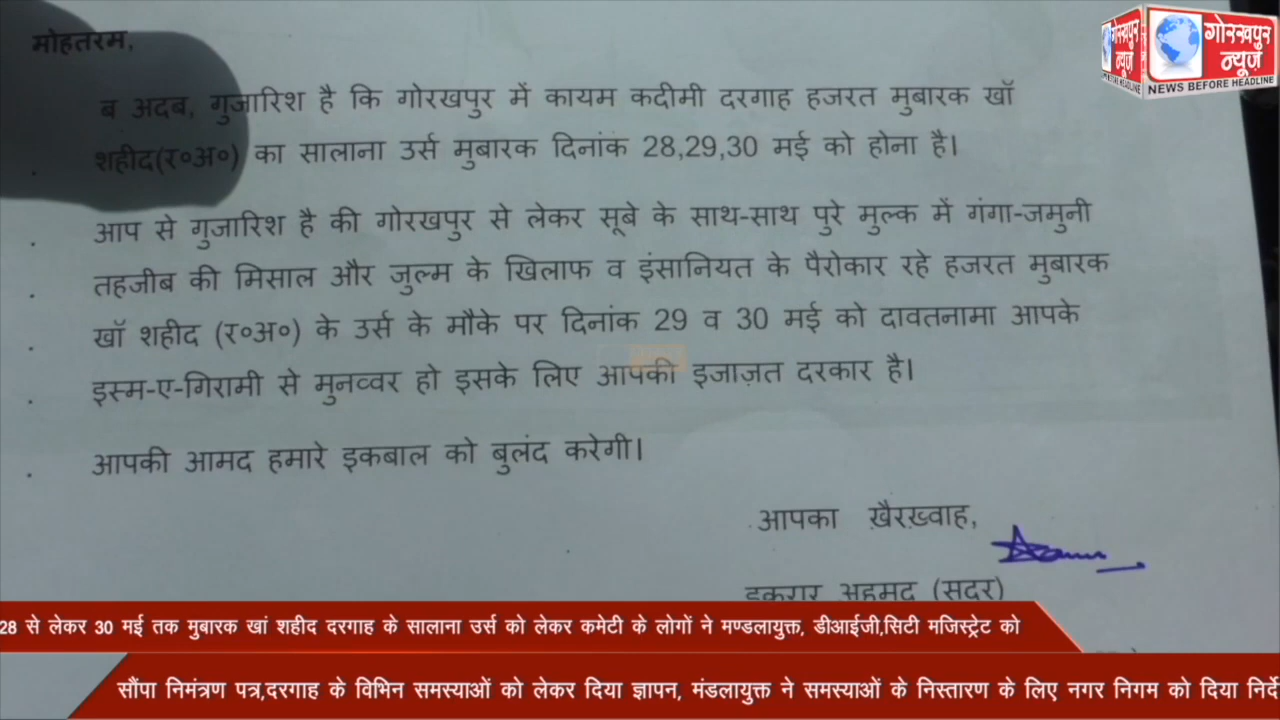 मोहतरम,
गोरखपुर
न्यूज़
NEWS BEFORE HEADLINE
ब अदब, गुजारिश है कि गोरखपुर में कायम कदीमी दरगाह हजरत मुबारक खॉ
शहीद(र०अ०) का सालाना उर्स मुबारक दिनांक 28,29,30 मई को होना है।
आप से गुजारिश है की गोरखपुर से लेकर सूबे के साथ-साथ पुरे मुल्क में गंगा-जमुनी
तहजीब की मिसाल और जुल्म के खिलाफ व इंसानियत के पैरोकार रहे हजरत मुबारक
खॉ शहीद (र०अ०) के उर्स के मौके पर दिनांक 29 व 30 मई को दावतनामा आपके
इस्म-ए-गिरामी से मुनव्वर हो इसके लिए आपकी इजाज़त दरकार है।
आपकी आमद हमारे इकबाल को बुलंद करेगी।
आपका ख़ैरख़्वाह,
इकरार अहमद (सदर)
28 से लेकर 30 मई तक मुबारक खां शहीद दरगाह के सालाना उर्स को लेकर कमेटी के लोगों ने मण्डलायुक्त, डीआईजी,सिटी मजिस्ट्रेट को
सौंपा निमंत्रण पत्र,दरगाह के विभिन समस्याओं को लेकर दिया ज्ञापन, मंडलायुक्त ने समस्याओं के निस्तारण के लिए नगर निगम को दिया निर्दे